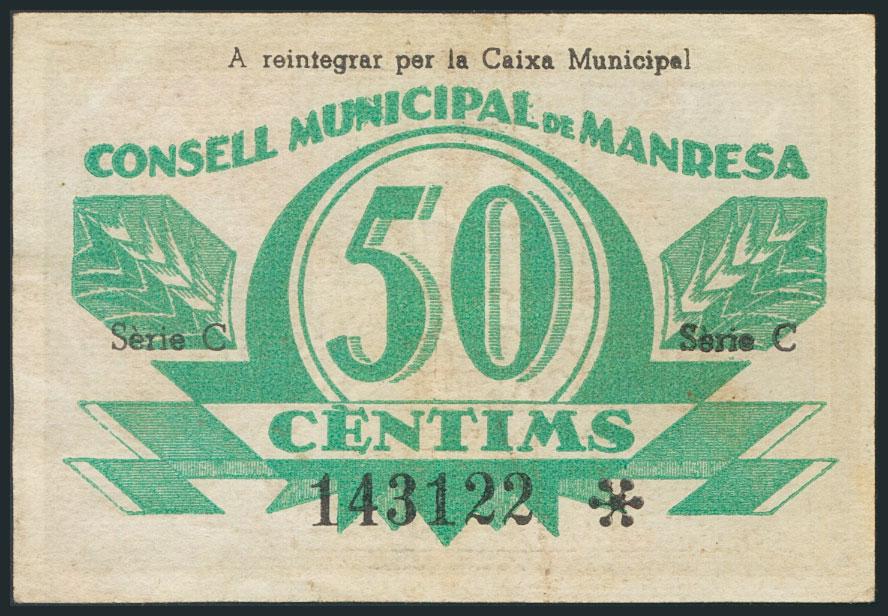 A reintegrar per la Caixa Municipal
CONSELL MUNICIPAL DE MANRESA
50
Sèrie C Sèrie C
CÈNTIMS
143122 *